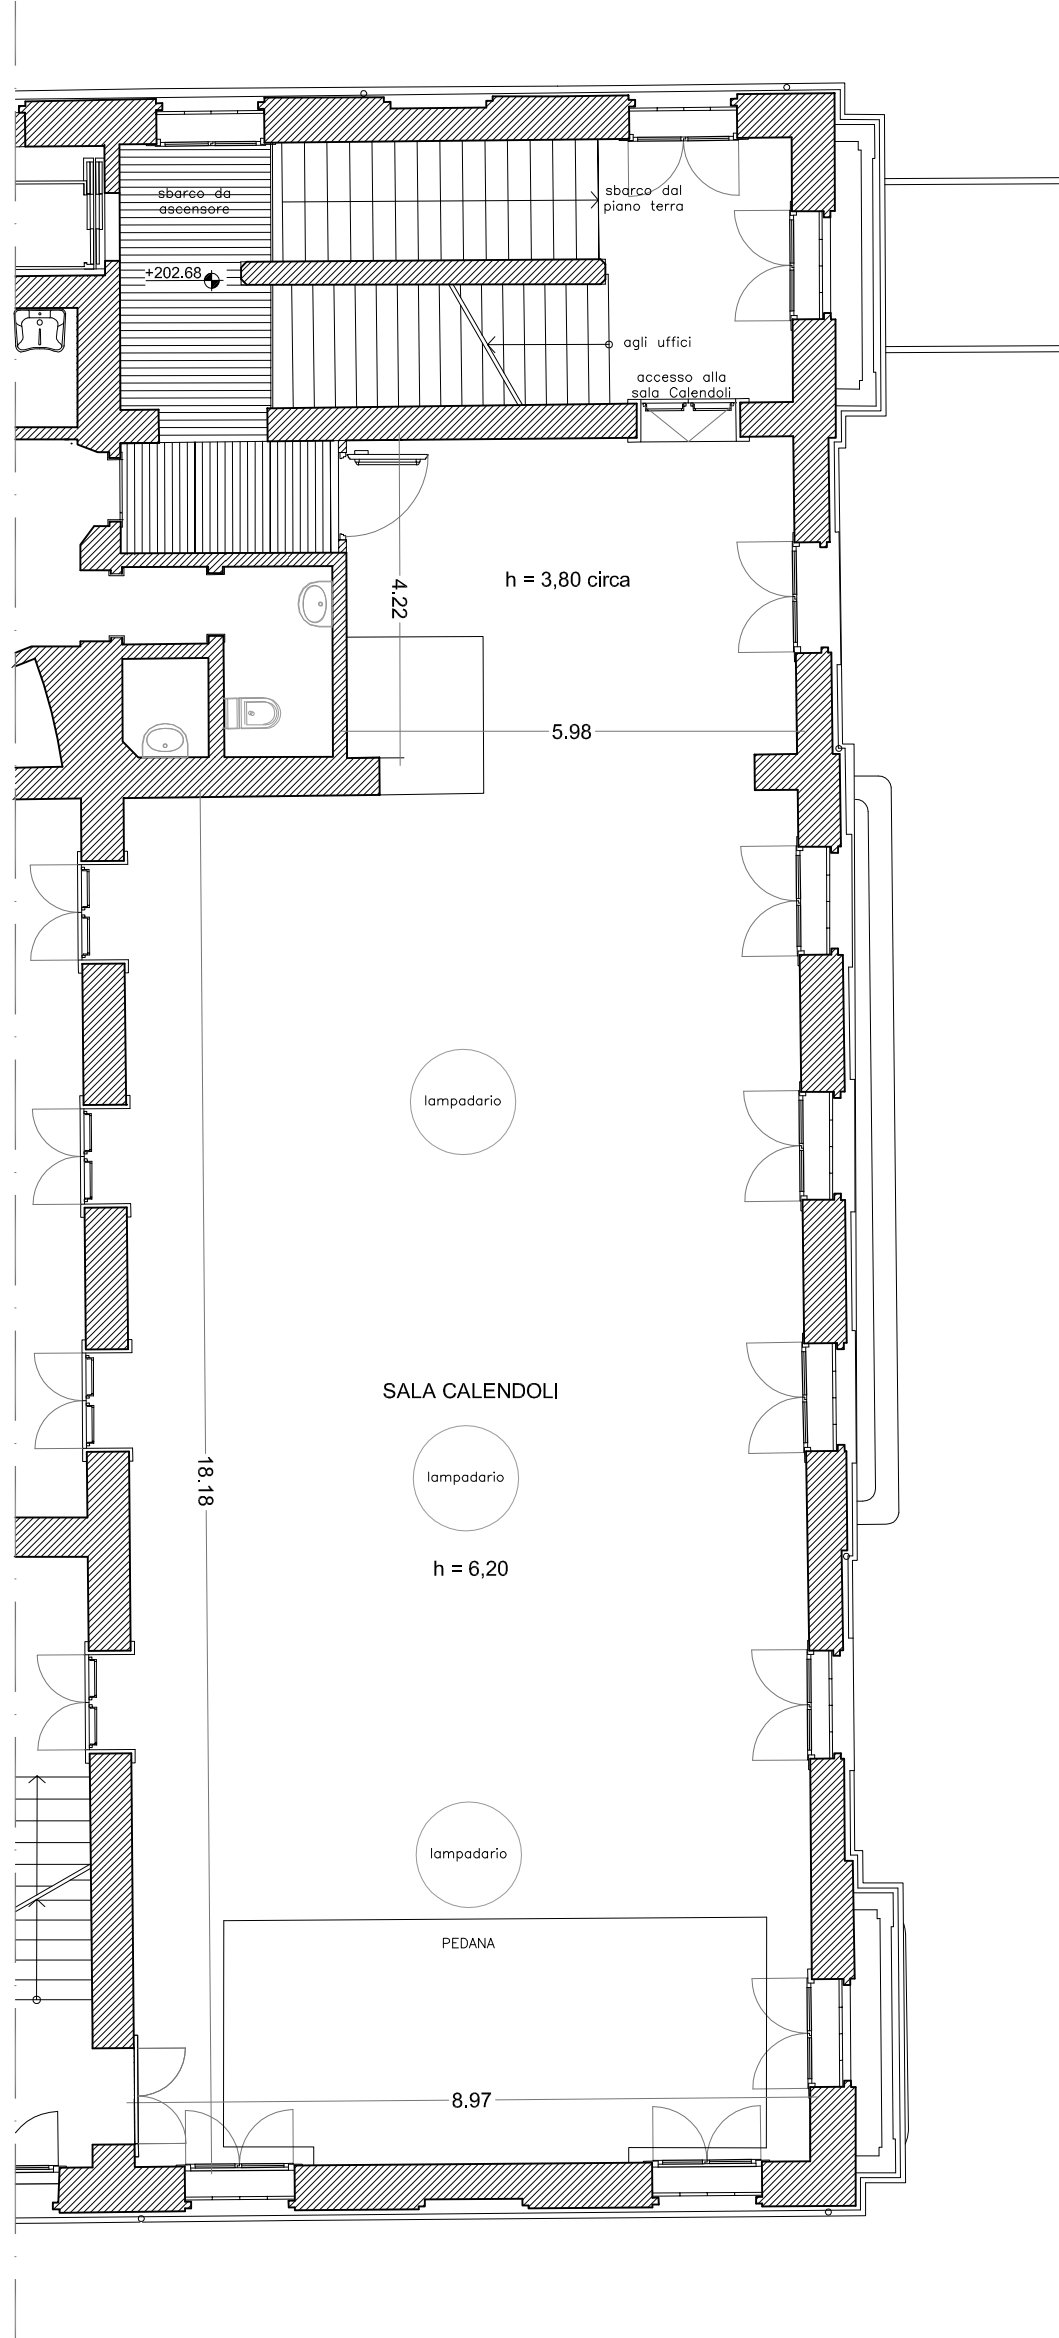 sbarco da
ascensore
sbarco dal
piano terra
+202.68
agli uffici
accesso alla
sala Calendoli
h = 3,80 circa
4.22
5.98
lampadario
SALA CALENDOLI
lampadario
18.18
h = 6,20
lampadario
PEDANA
8.97